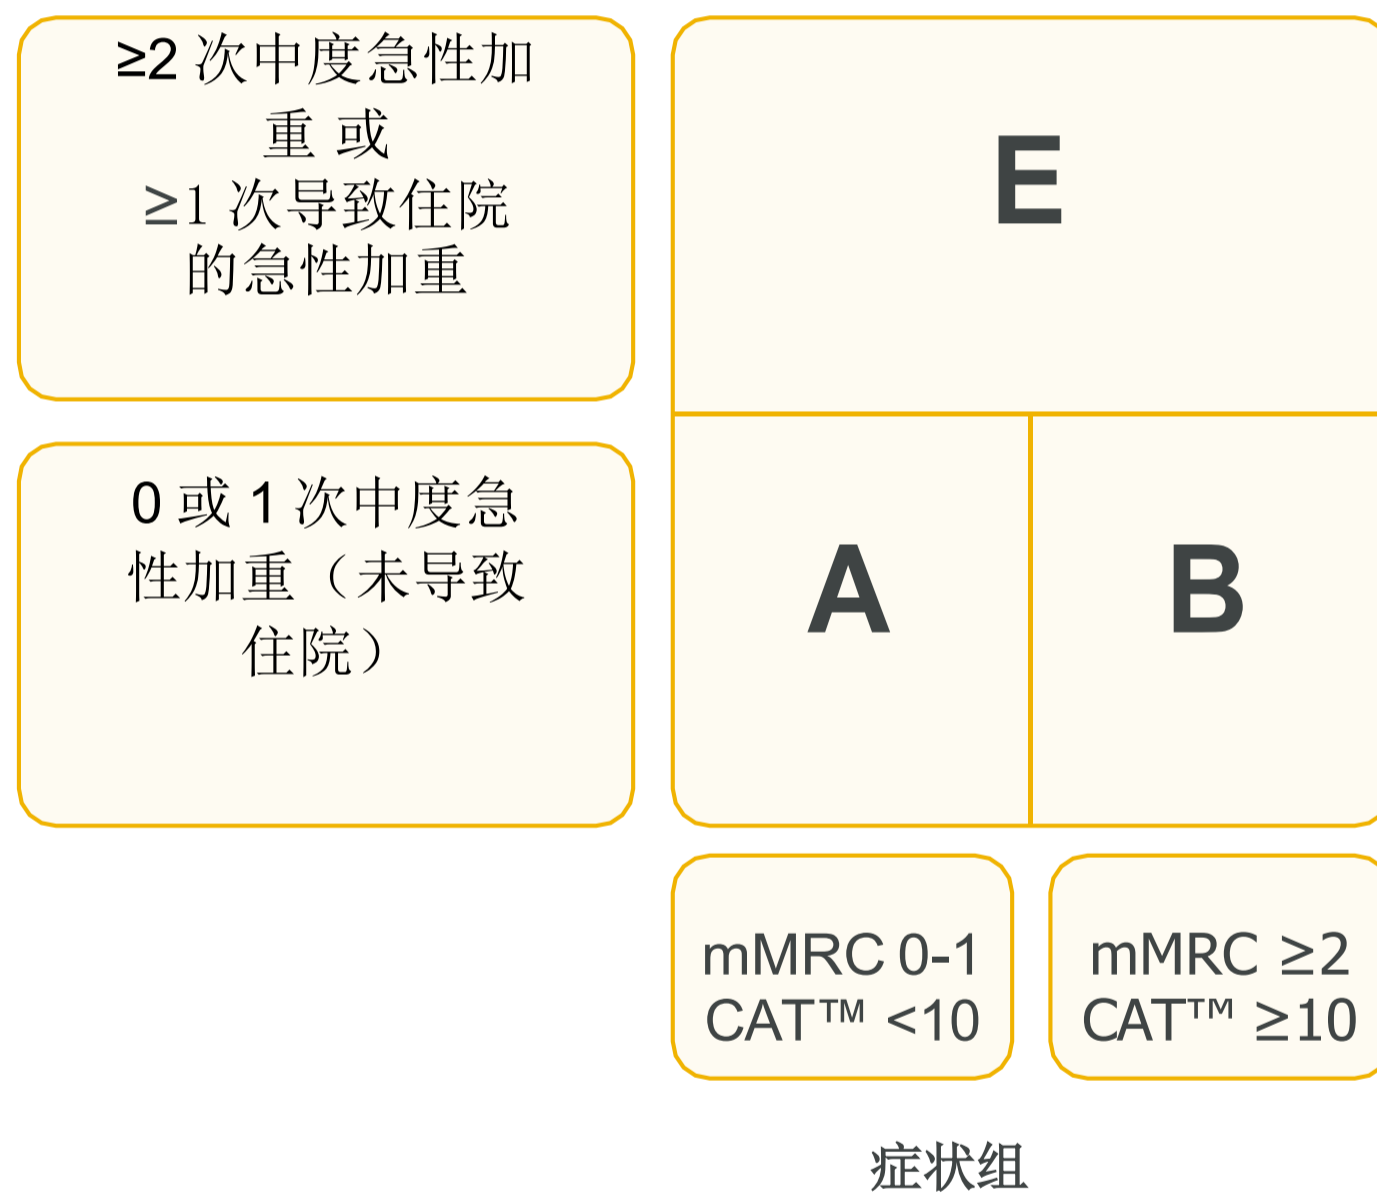 ≥2 次中度急性加
重 或
≥1 次导致住院
的急性加重
E
0 或 1 次中度急
性加重（未导致
住院）
A
B
mMRC 0-1
CAT™ <10
mMRC ≥2
CAT™ ≥10
症状组